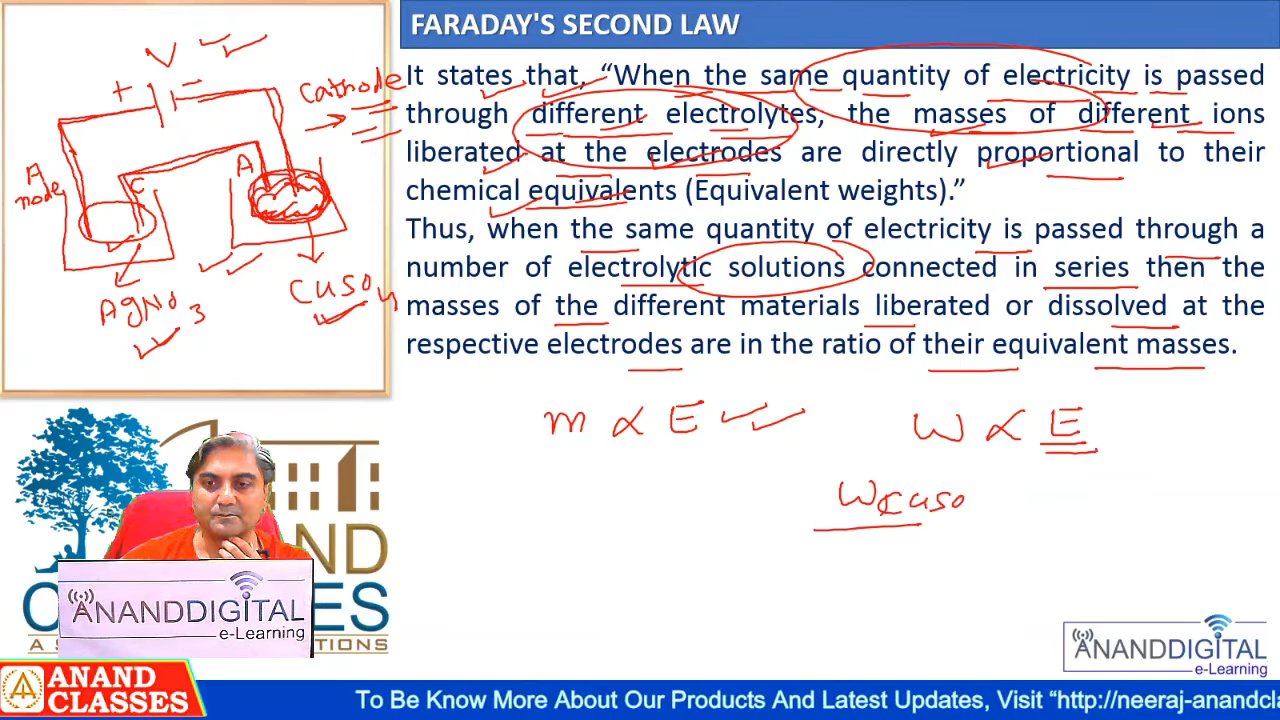 FARADAY'S SECOND LAW
It states that, “When the same quantity of electricity is passed
through different electrolytes, the masses of different ions
liberated at the electrodes are directly proportional to their
chemical equivalents (Equivalent weights).”
Thus, when the same quantity of electricity is passed through a
number of electrolytic solutions connected in series then the
masses of the different materials liberated or dissolved at the
respective electrodes are in the ratio of their equivalent masses.
V
+ −
Cathode
A
node
C
A
AgNO3
CuSO4
m ∝ E
W ∝ E
W cuso
ANANDDIGITAL
e-Learning
ANANDDIGITAL
e-Learning
ANAND
CLASSES
To Be Know More About Our Products And Latest Updates, Visit “http://neeraj-anandcla